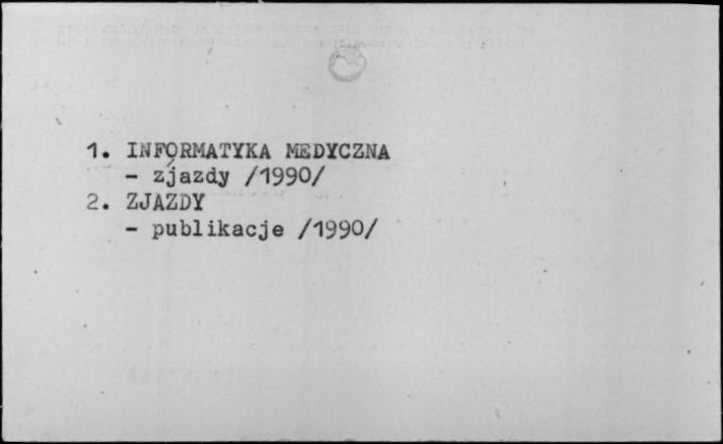 1. INFORMATYKA MEDYCZNA
- zjazdy /1990/
2. ZJAZDY
- publikacje /1990/